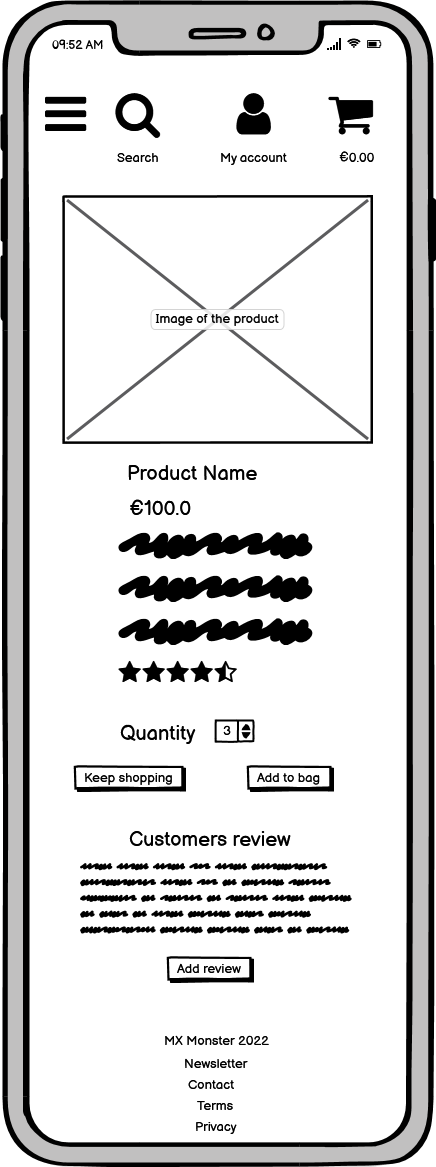 09:52 AM
Search
My account
€0.00
Image of the product
Product Name
€100.0
Quantity
3
Keep shopping
Add to bag
Customers review
Add review
MX Monster 2022
Newsletter
Contact
Terms
Privacy